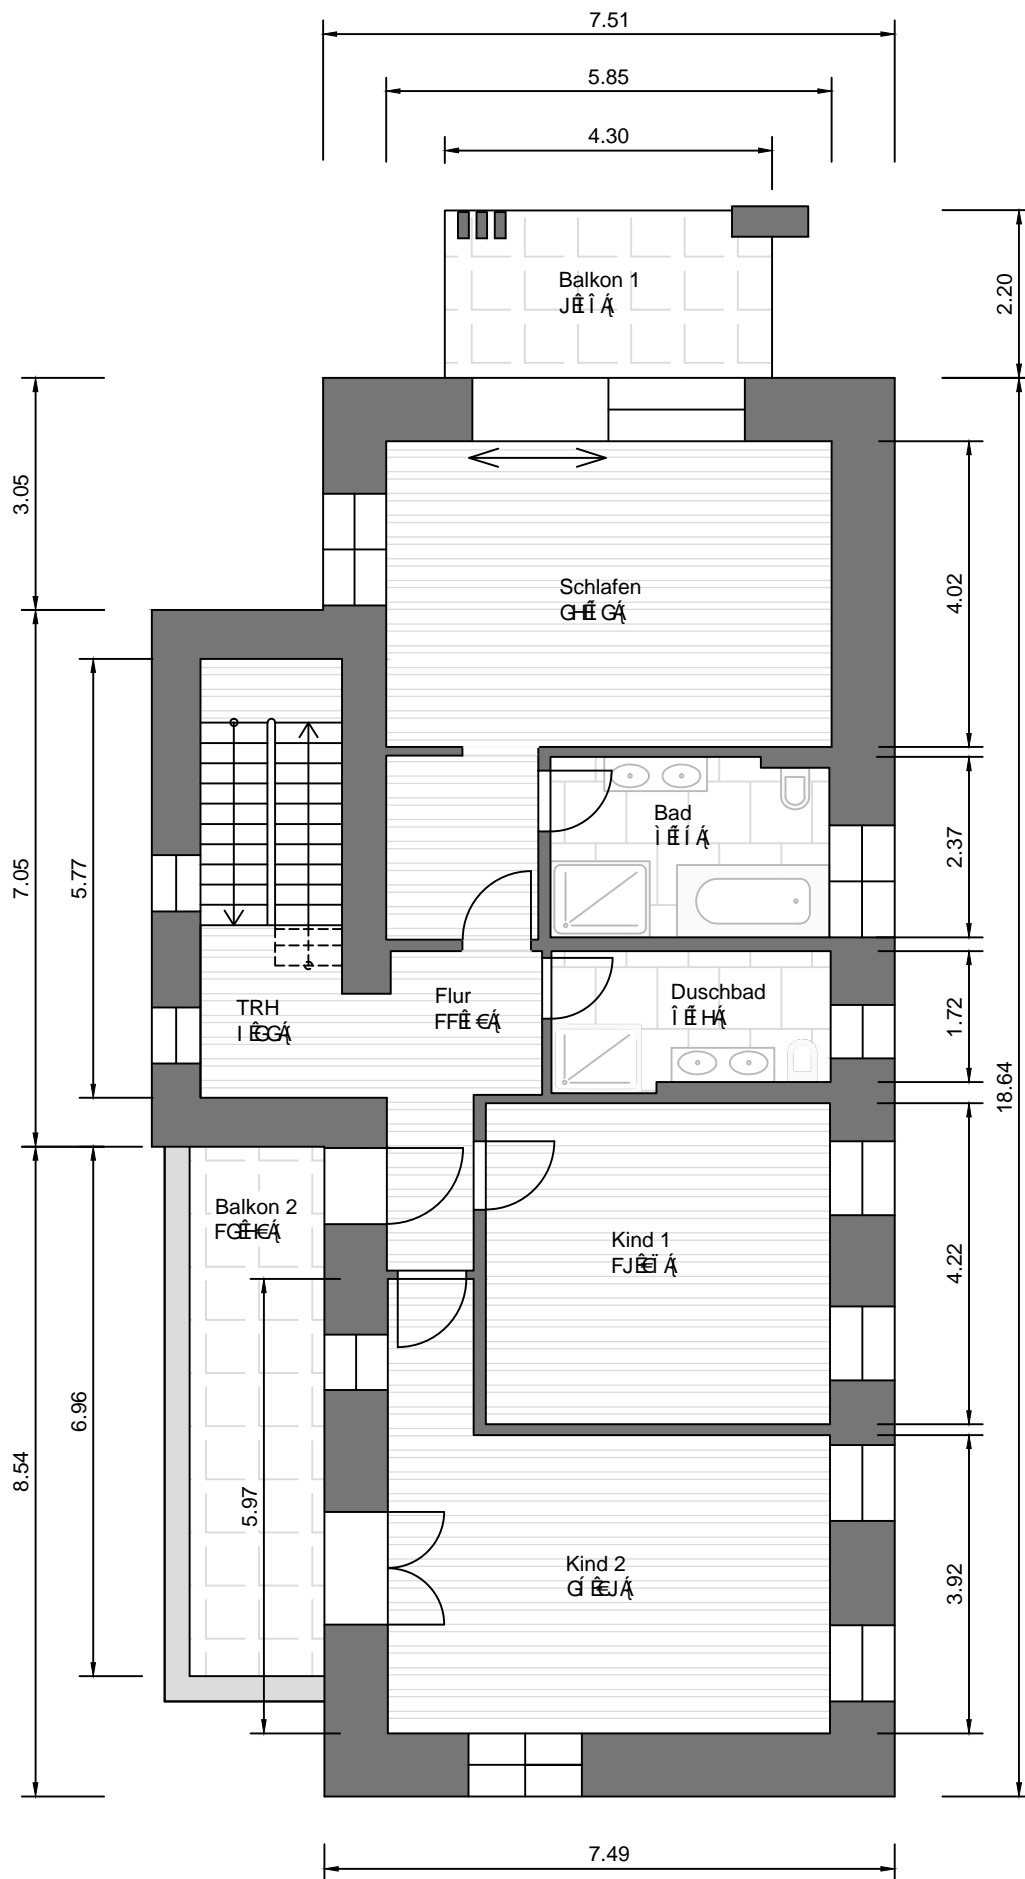 7.51
5.85
4.30
2.20
Balkon 1
3.05
4.02
Schlafen
7.05
5.77
Bad
2.37
TRH
Flur
Duschbad
1.72
18.64
Balkon 2
Kind 1
4.22
8.54
6.96
5.97
Kind 2
3.92
7.49